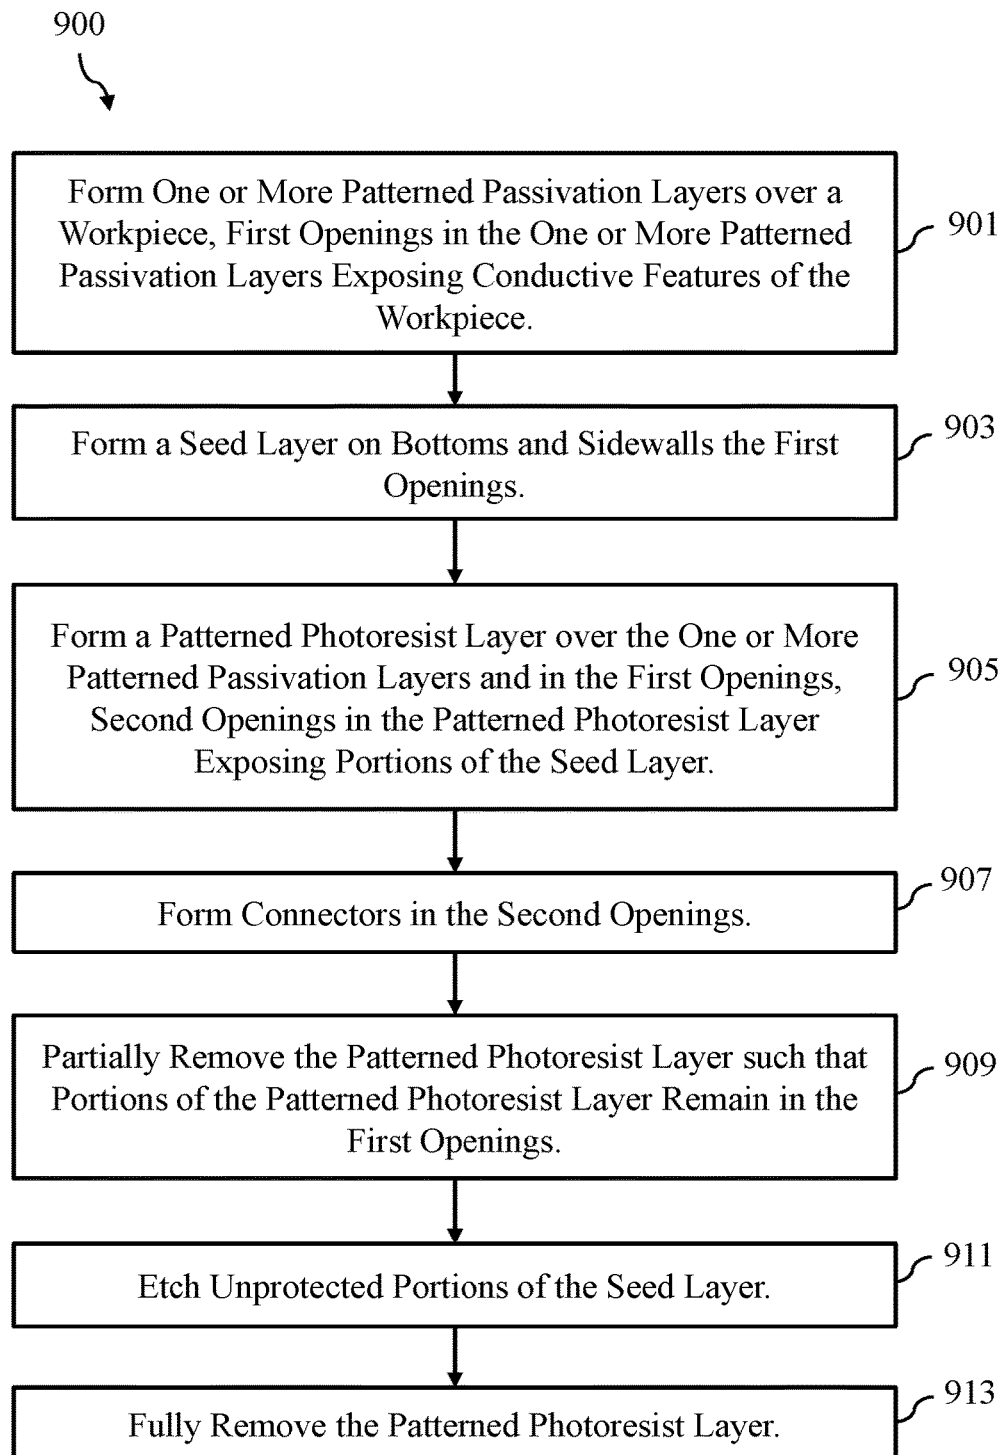 900
Form One or More Patterned Passivation Layers over a
Workpiece, First Openings in the One or More Patterned
Passivation Layers Exposing Conductive Features of the
Workpiece.
901
Form a Seed Layer on Bottoms and Sidewalls the First
Openings.
903
Form a Patterned Photoresist Layer over the One or More
Patterned Passivation Layers and in the First Openings,
Second Openings in the Patterned Photoresist Layer
Exposing Portions of the Seed Layer.
905
Form Connectors in the Second Openings.
907
Partially Remove the Patterned Photoresist Layer such that
Portions of the Patterned Photoresist Layer Remain in the
First Openings.
909
Etch Unprotected Portions of the Seed Layer.
911
Fully Remove the Patterned Photoresist Layer.
913